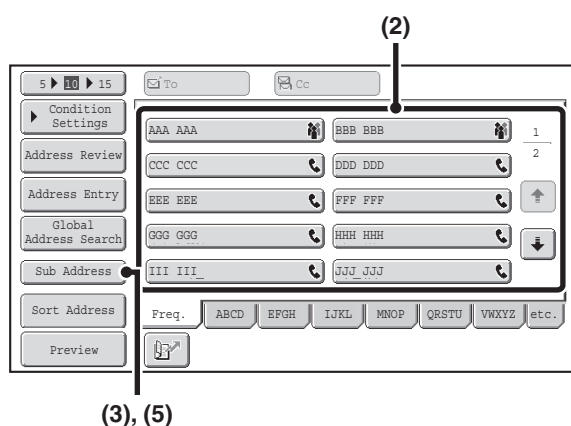 (2)
5 ▶ 10 ▶ 15
To
Cc
Condition
Settings
Address Review
Address Entry
Global
Address Search
Sub Address
Sort Address
Preview
AAA AAA
BBB BBB
CCC CCC
DDD DDD
EEE EEE
FFF FFF
GGG GGG
HHH HHH
III III
JJJ JJJ
1
2
Freq.
ABCD
EFGH
IJKL
MNOP
QRSTU
VWXYZ
etc.
(3), (5)